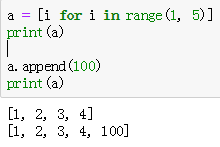 a = [i for i in range(1, 5)]
print(a)
a.append(100)
print(a)
[1, 2, 3, 4]
[1, 2, 3, 4, 100]